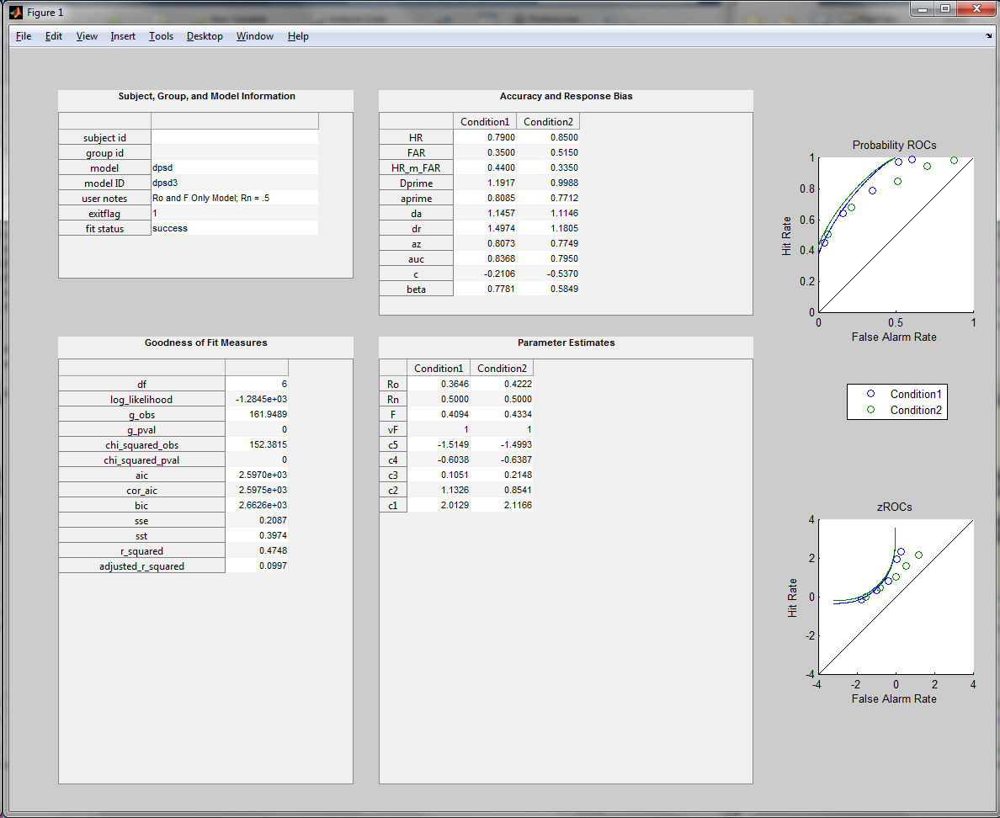 Figure 1
File Edit View Insert Tools Desktop Window Help
Subject, Group, and Model Information
subject id
group id
model dpsd
model ID dpsd3
user notes Ro and F Only Model; Rn = .5
exitflag 1
fit status success
Accuracy and Response Bias
Condition1 Condition2
HR 0.7900 0.8500
FAR 0.3500 0.5150
HR_m_FAR 0.4400 0.3350
Dprime 1.1917 0.9988
aprime 0.8085 0.7712
da 1.1457 1.1146
dr 1.4974 1.1805
az 0.8073 0.7749
auc 0.8368 0.7950
c -0.2106 -0.5370
beta 0.7781 0.5849
Goodness of Fit Measures
df 6
log_likelihood -1.2845e+03
g_obs 161.9489
g_pval 0
chi_squared_obs 152.3815
chi_squared_pval 0
aic 2.5970e+03
cor_aic 2.5975e+03
bic 2.6626e+03
sse 0.2087
sst 0.3974
r_squared 0.4748
adjusted_r_squared 0.0997
Parameter Estimates
Condition1 Condition2
Ro 0.3646 0.4222
Rn 0.5000 0.5000
F 0.4094 0.4334
vF 1 1
c5 -1.5149 -1.4993
c4 -0.6038 -0.6387
c3 0.1051 0.2148
c2 1.1326 0.8541
c1 2.0129 2.1166
Probability ROCs
Hit Rate
1
0.8
0.6
0.4
0.2
0
0 0.5 1
False Alarm Rate
Condition1
Condition2
zROCs
Hit Rate
4
2
0
-2
-4
-4 -2 0 2 4
False Alarm Rate